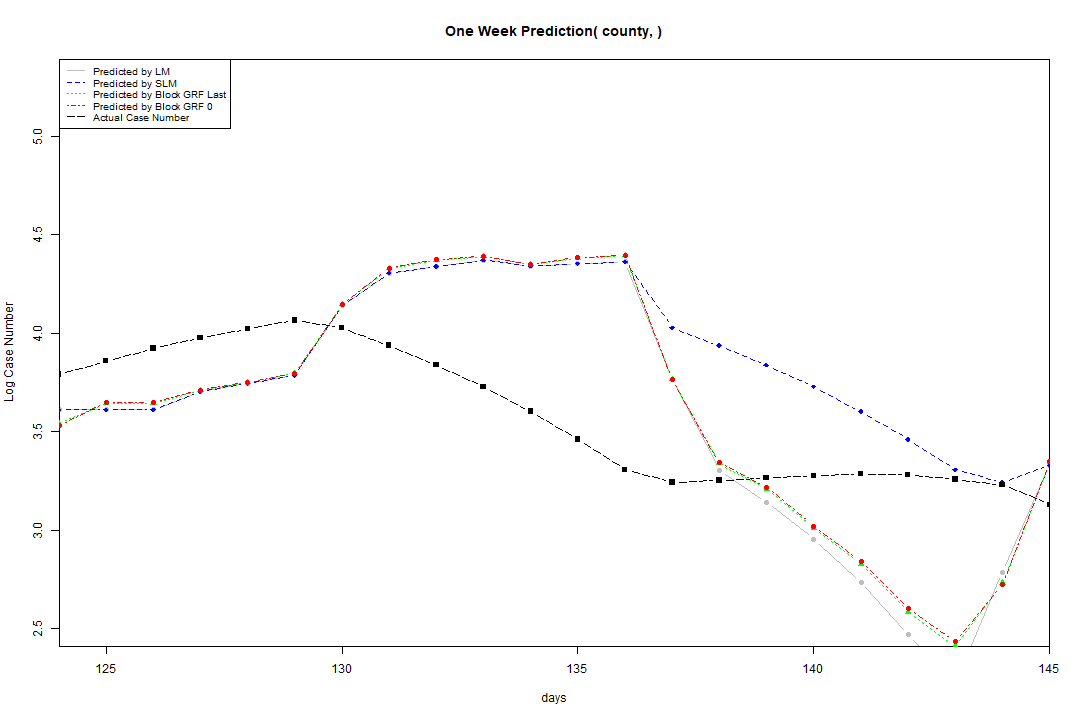 One Week Prediction( county, )
Predicted by LM
Predicted by SLM
Predicted by Block GRF Last
Predicted by Block GRF 0
Actual Case Number
Log Case Number
5.0
4.5
4.0
3.5
3.0
2.5
125 130 135 140 145
days